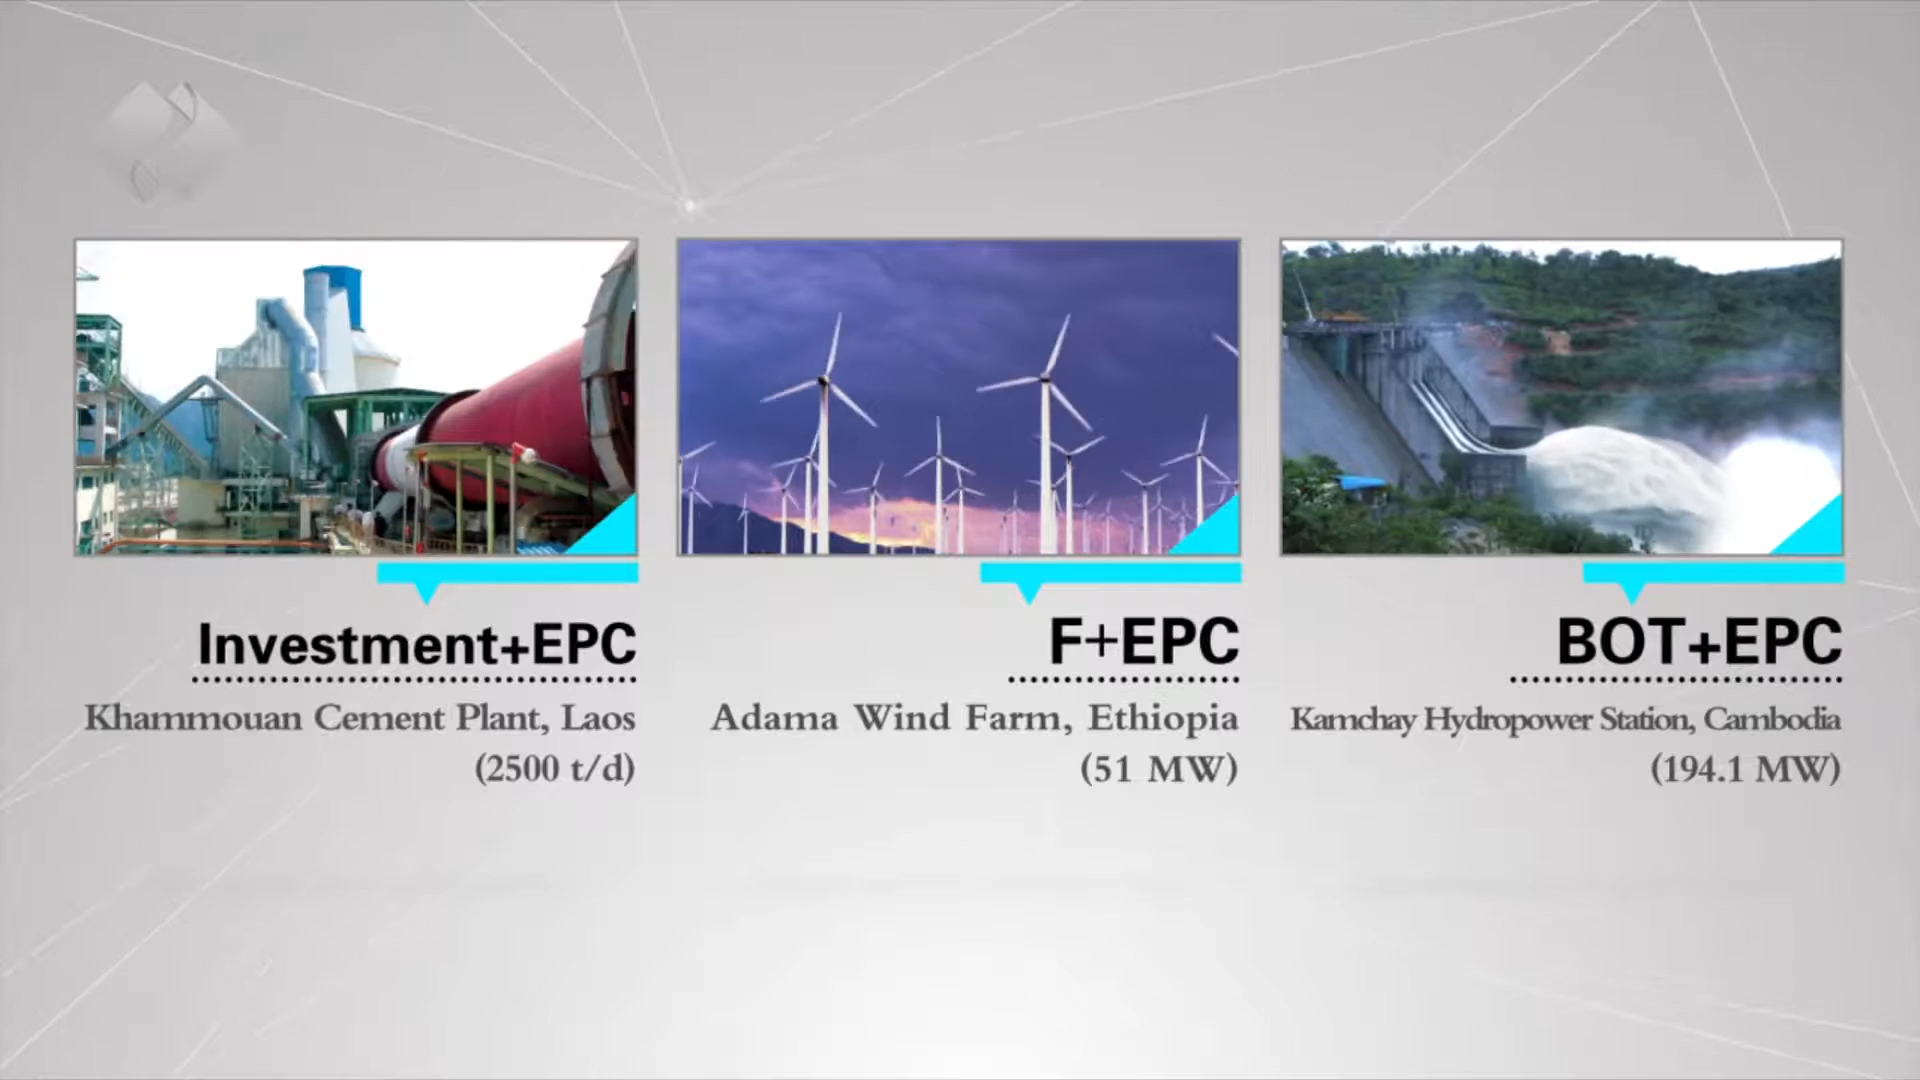 Investment+EPC
Khammouan Cement Plant, Laos
(2500 t/d)
F+EPC
Adama Wind Farm, Ethiopia
(51 MW)
BOT+EPC
Kamchay Hydropower Station, Cambodia
(194.1 MW)